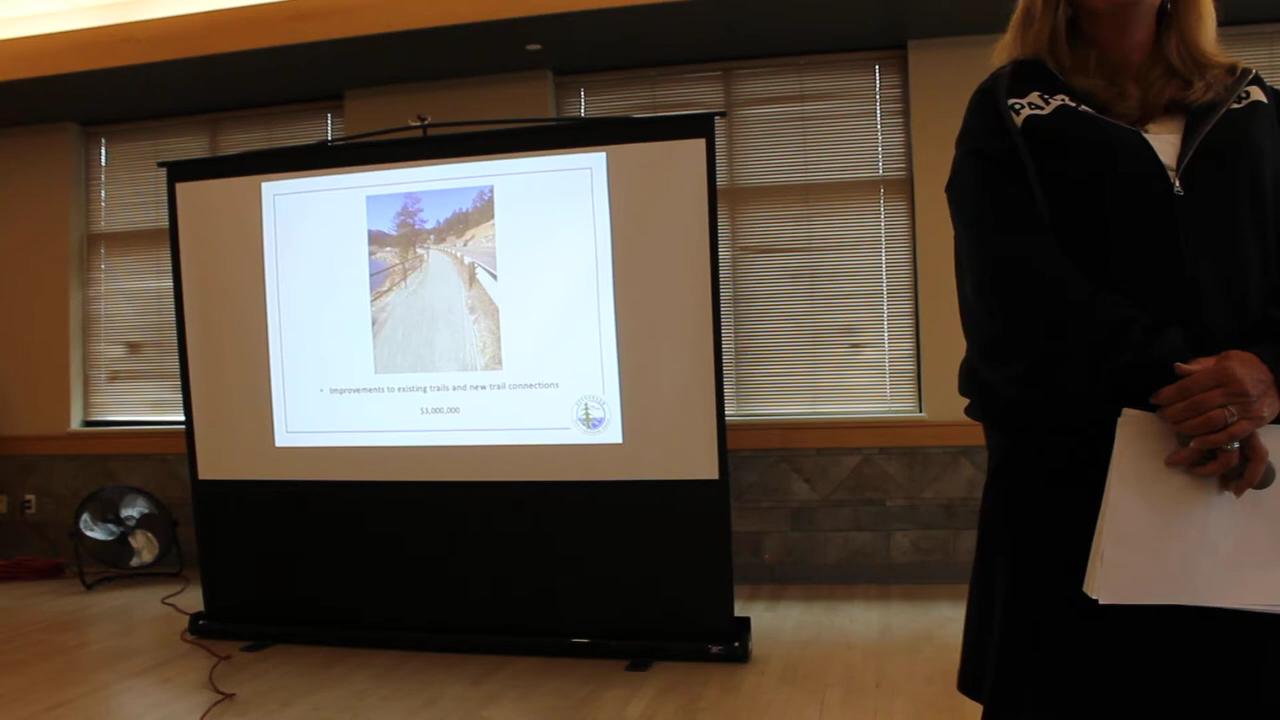 • Improvements to existing trails and new trail connections
$3,000,000